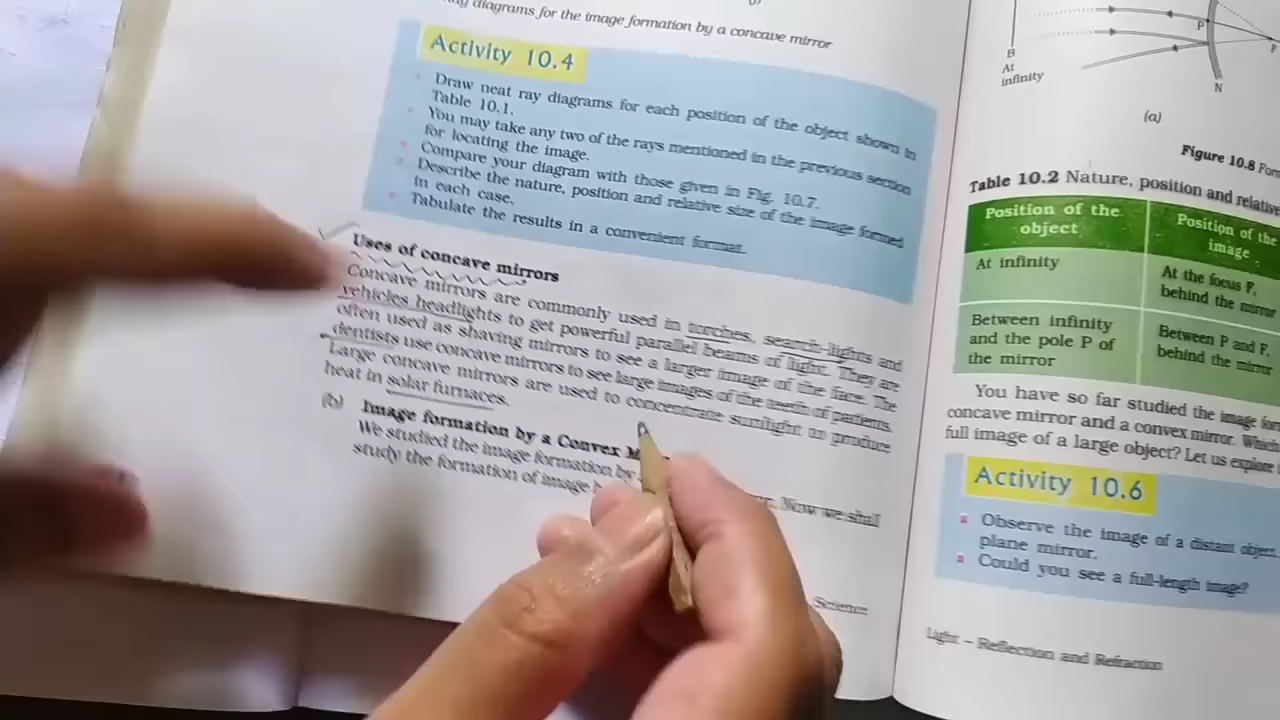 diagrams for the image formation by a concave mirror
Activity 10.4
Draw neat ray diagrams for each position of the object shown in
Table 10.1.
You may take any two of the rays mentioned in the previous section
for locating the image.
Compare your diagram with those given in Fig. 10.7.
Describe the nature, position and relative size of the image formed
in each case.
Tabulate the results in a convenient format.
Uses of concave mirrors
Concave mirrors are commonly used in torches, search-lights and
vehicles headlights to get powerful parallel beams of light. They are
often used as shaving mirrors to see a larger image of the face. The
dentists use concave mirrors to see large images of the teeth of patients.
Large concave mirrors are used to concentrate sunlight to produce
heat in solar furnaces.
(b) Image formation by a Convex M
We studied the image formation by
Now we shall
study the formation of image
Science
B
At
infinity
P
F
N
(a)
Figure 10.8
Table 10.2 Nature, position and relative
Position of the
object
Position of the
image
At infinity
At the focus F,
behind the mirror
Between infinity
and the pole P of
the mirror
Between P and F,
behind the mirror
You have so far studied the image
concave mirror and a convex mirror. Which
full image of a large object? Let us explore
Activity 10.6
Observe the image of a distant object
plane mirror.
Could you see a full-length image?
Light – Reflection and Refraction